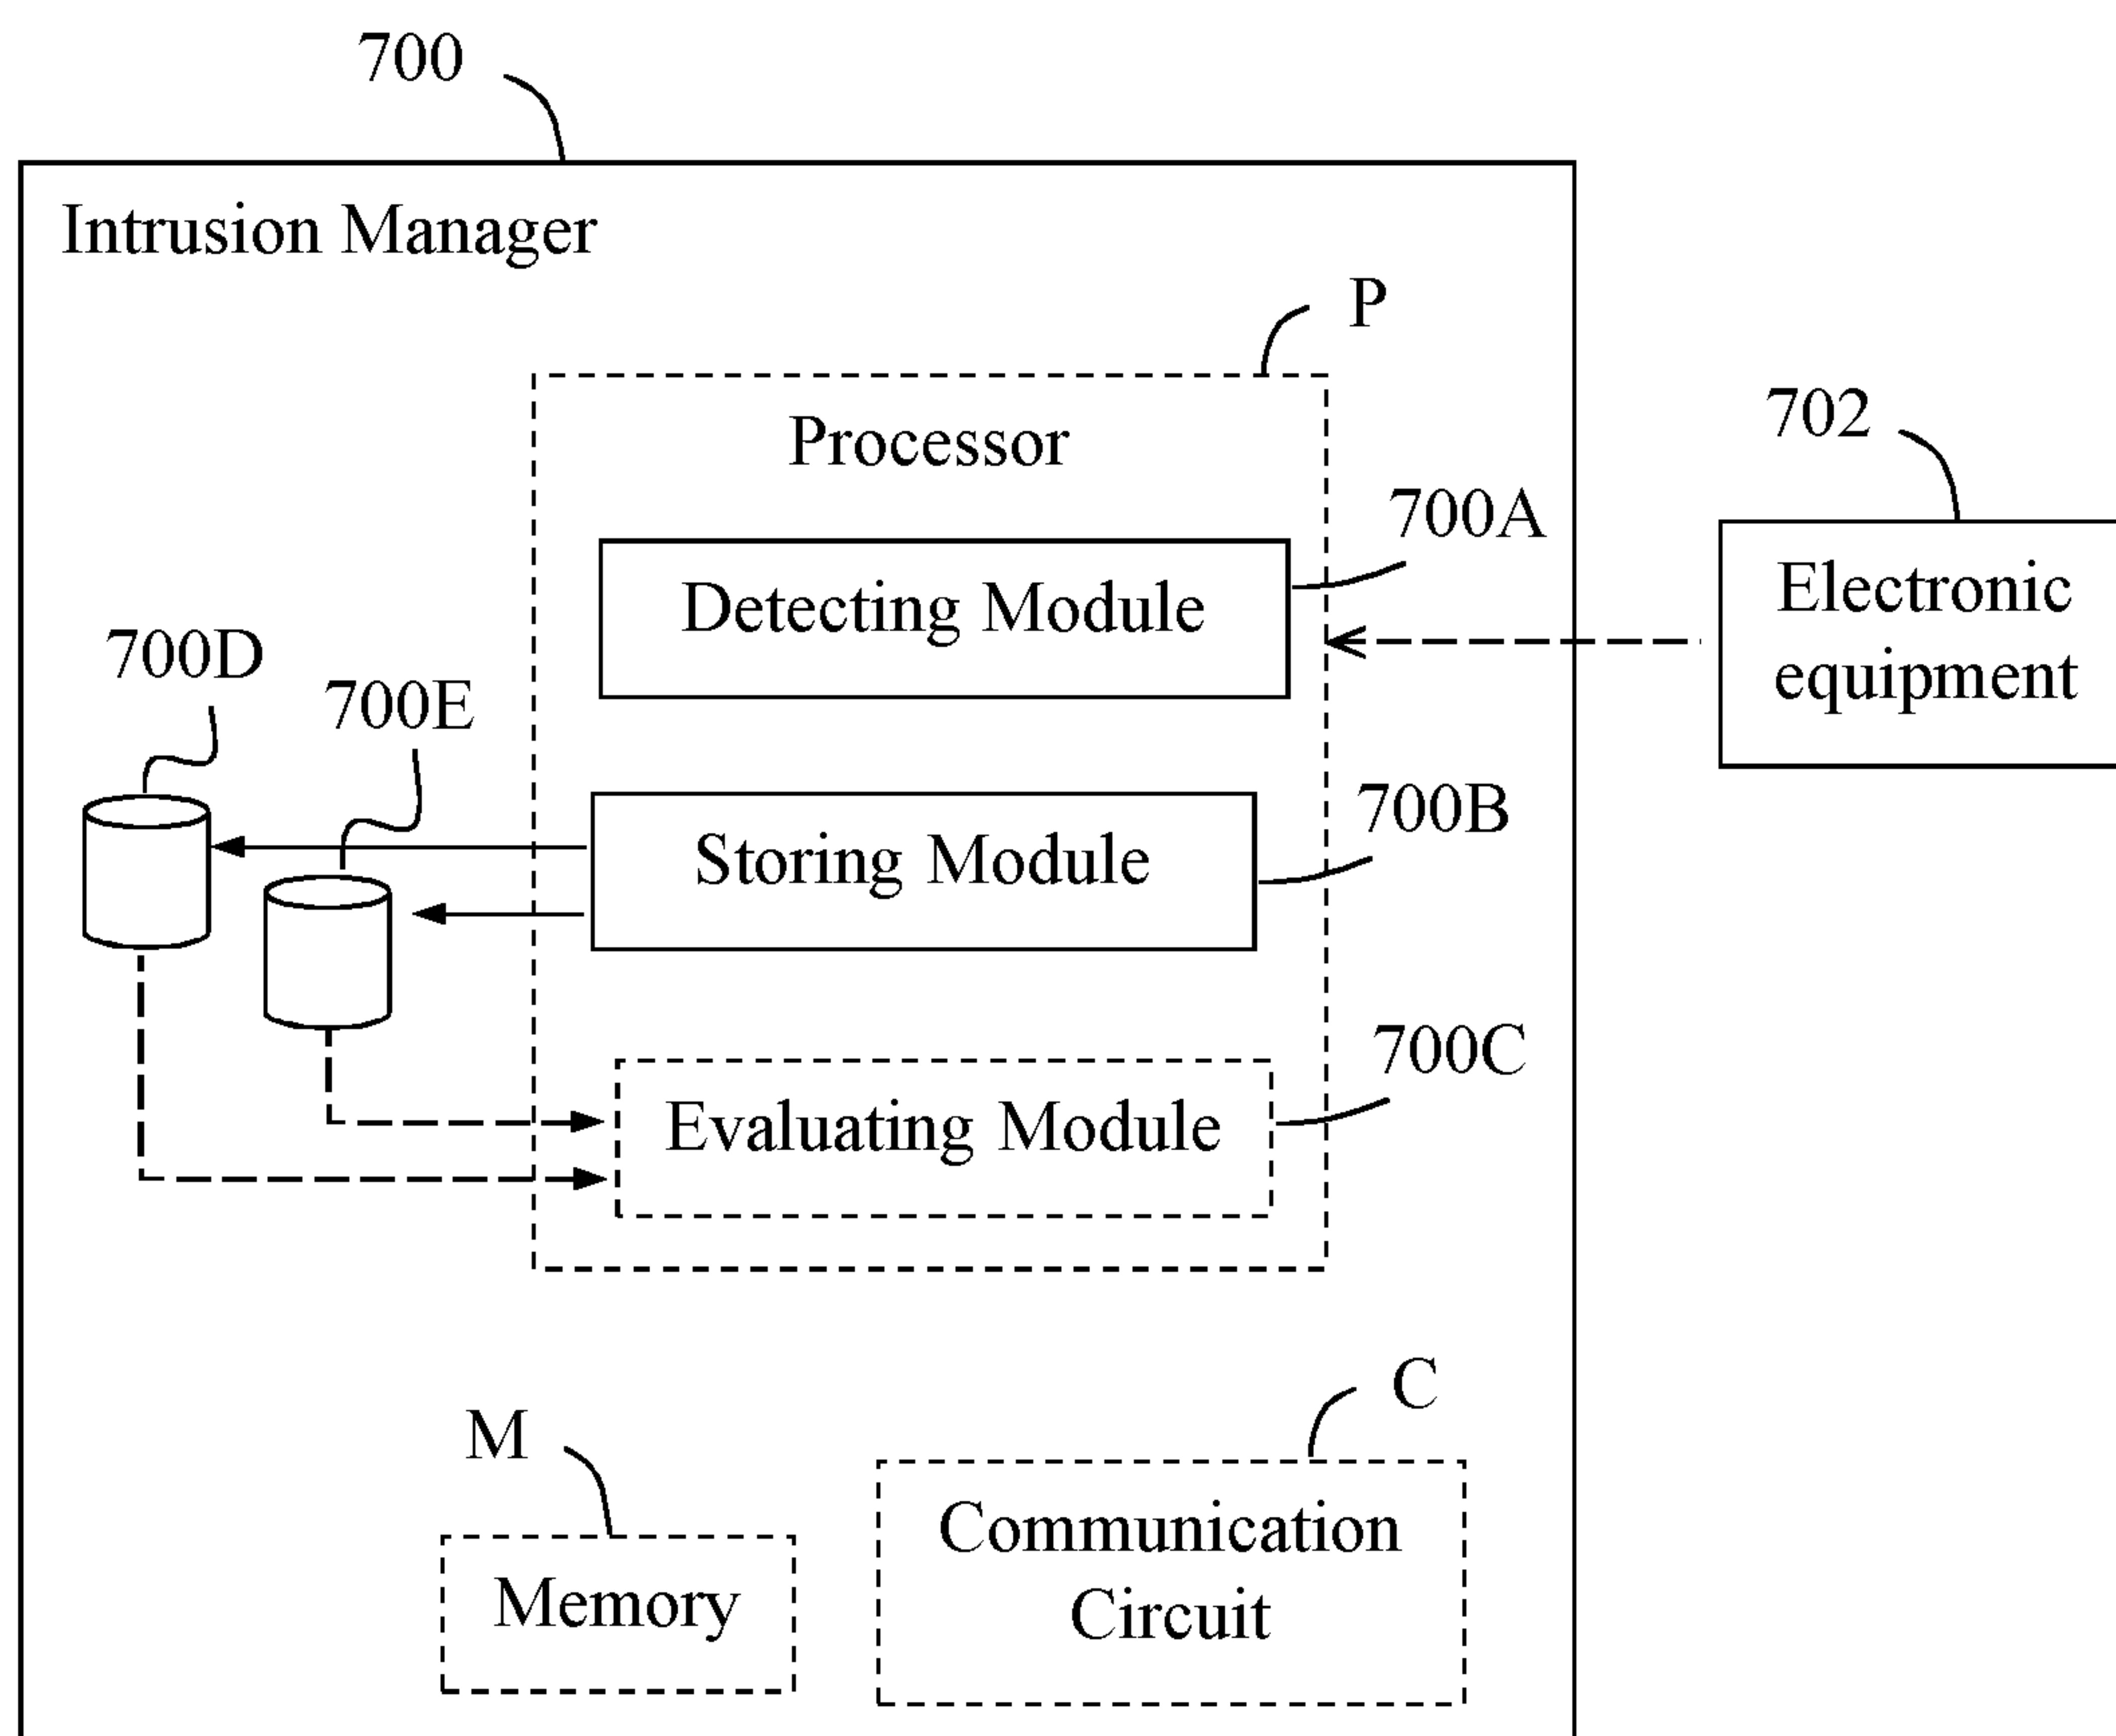 700
Intrusion Manager
P
Processor
702
700A
Detecting Module
Electronic
equipment
700D
700E
700B
Storing Module
700C
Evaluating Module
C
M
Communication
Circuit
Memory